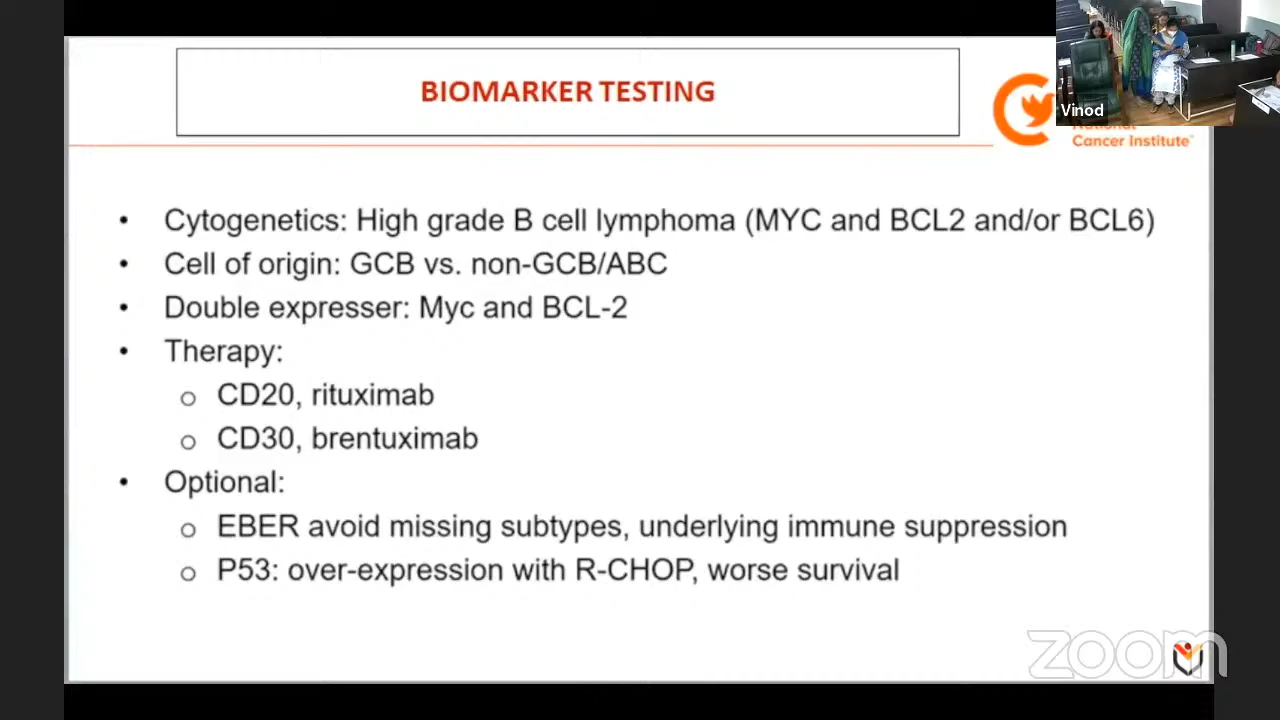 BIOMARKER TESTING
Vinod
National
Cancer Institute
• Cytogenetics: High grade B cell lymphoma (MYC and BCL2 and/or BCL6)
• Cell of origin: GCB vs. non-GCB/ABC
• Double expresser: Myc and BCL-2
• Therapy:
o CD20, rituximab
o CD30, brentuximab
• Optional:
o EBER avoid missing subtypes, underlying immune suppression
o P53: over-expression with R-CHOP, worse survival
zoom